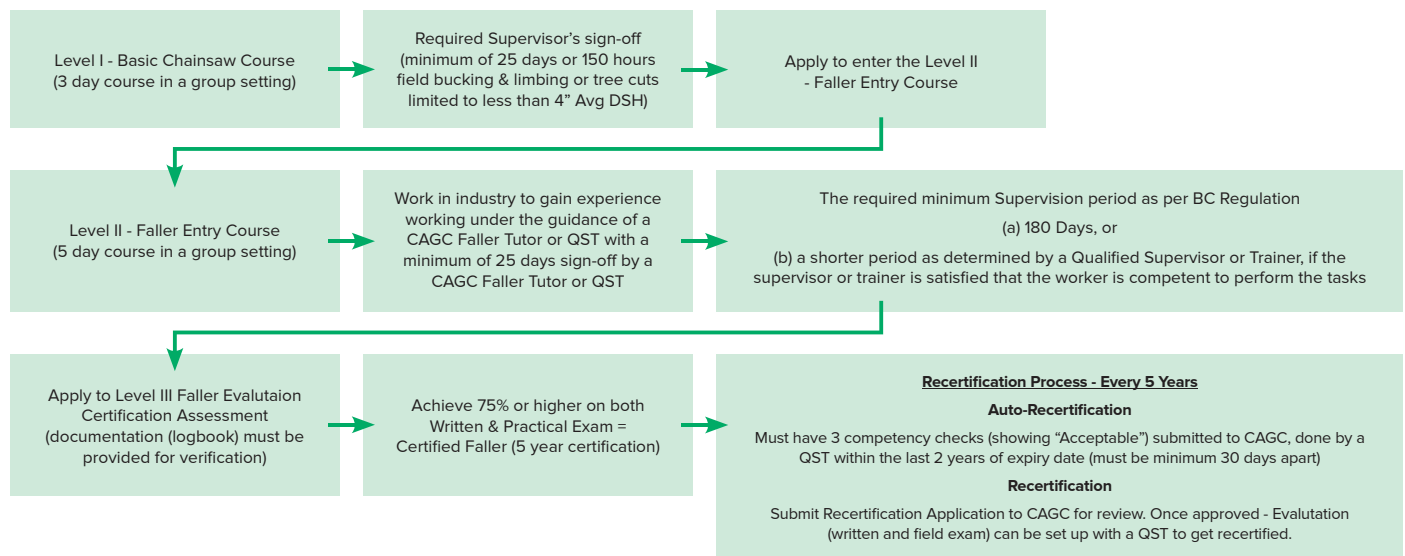 Level I - Basic Chainsaw Course
(3 day course in a group setting)
Required Supervisor’s sign-off
(minimum of 25 days or 150 hours
field bucking & limbing or tree cuts
limited to less than 4” Avg DSH)
Apply to enter the Level II
- Faller Entry Course
Level II - Faller Entry Course
(5 day course in a group setting)
Work in industry to gain experience
working under the guidance of a
CAGC Faller Tutor or QST with a
minimum of 25 days sign-off by a
CAGC Faller Tutor or QST
The required minimum Supervision period as per BC Regulation
(a) 180 Days, or
(b) a shorter period as determined by a Qualified Supervisor or Trainer, if the
supervisor or trainer is satisfied that the worker is competent to perform the tasks
Apply to Level III Faller Evalutaion
Certification Assessment
(documentation (logbook) must be
provided for verification)
Achieve 75% or higher on both
Written & Practical Exam =
Certified Faller (5 year certification)
Recertification Process - Every 5 Years
Auto-Recertification
Must have 3 competency checks (showing “Acceptable”) submitted to CAGC, done by a
QST within the last 2 years of expiry date (must be minimum 30 days apart)
Recertification
Submit Recertification Application to CAGC for review. Once approved - Evalutation
(written and field exam) can be set up with a QST to get recertified.